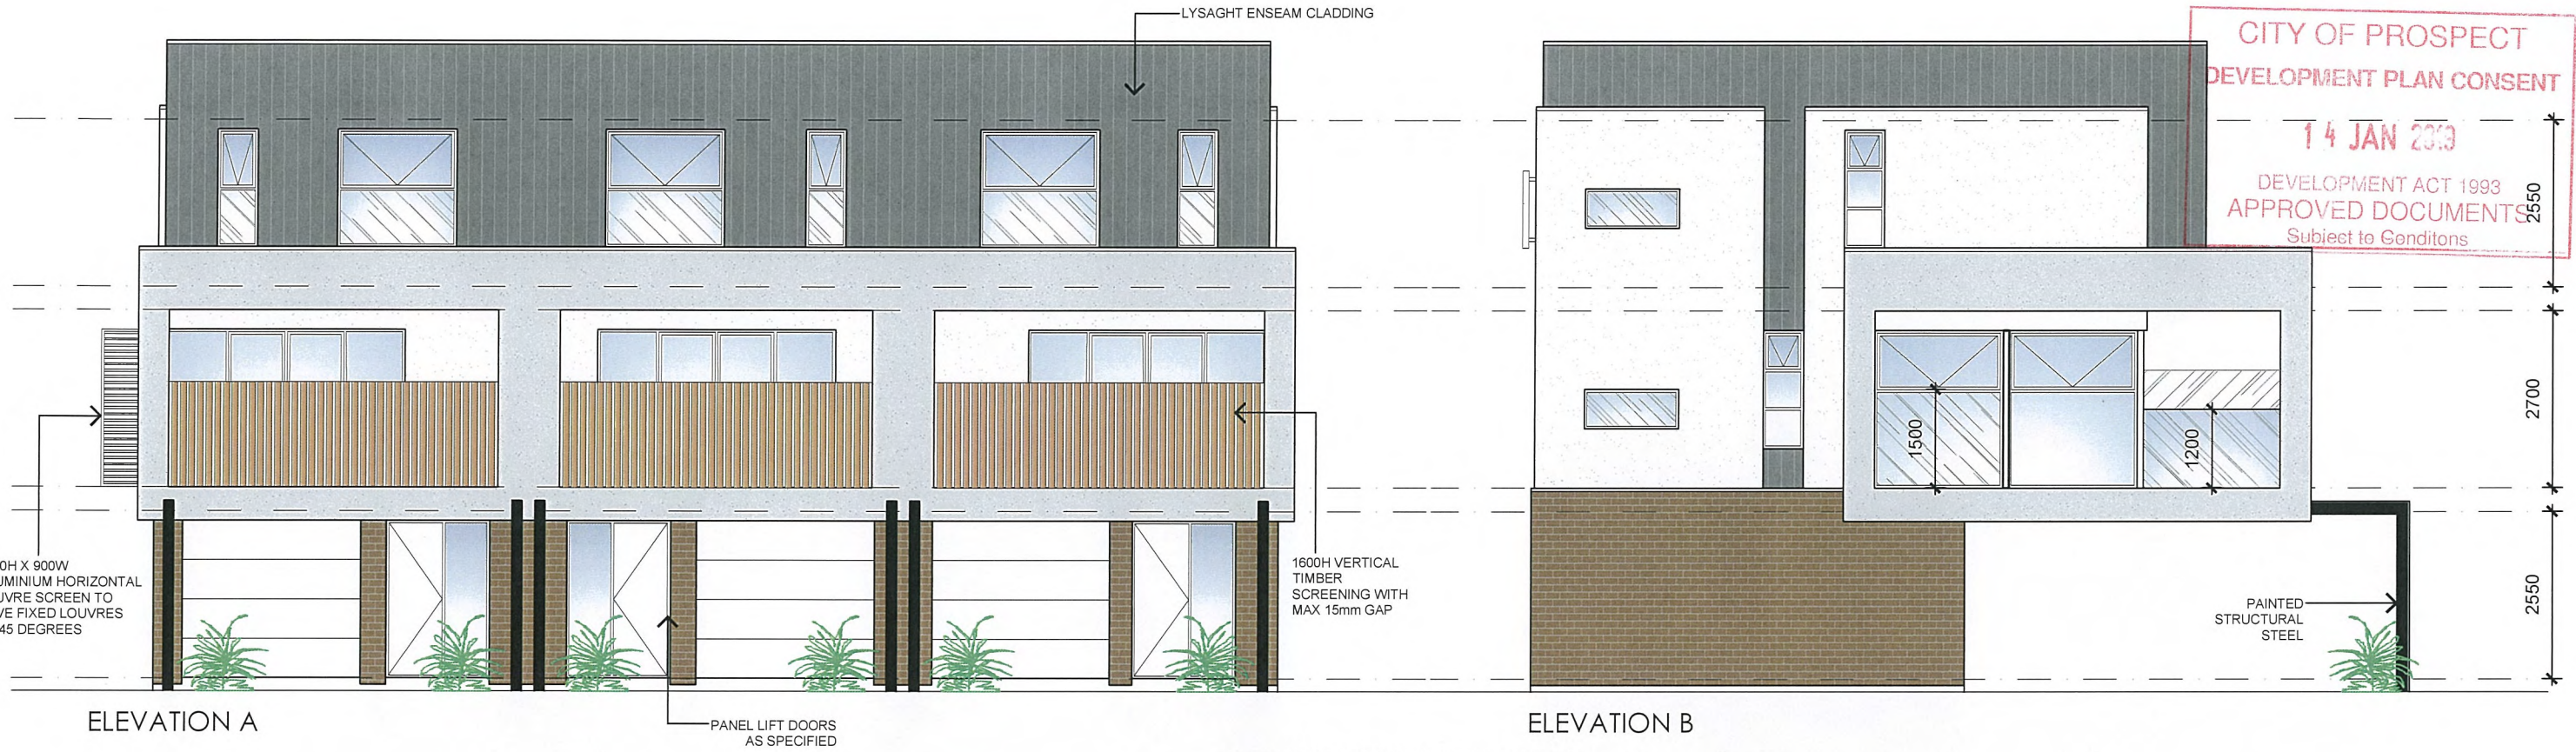 LYSAGHT ENSEAM CLADDING
CITY OF PROSPECT
DEVELOPMENT PLAN CONSENT
1 4 JAN
DEVELOPMENT ACT 1993
APPROVED DOCUMENTS
Subject to Conditons
2550
2700
2550
1500
1200
0H X 900W
UMINIUM HORIZONTAL
UVRE SCREEN TO
VE FIXED LOUVRES
45 DEGREES
1600H VERTICAL
TIMBER
SCREENING WITH
MAX 15mm GAP
PAINTED
STRUCTURAL
STEEL
PANEL LIFT DOORS
AS SPECIFIED
ELEVATION A
ELEVATION B